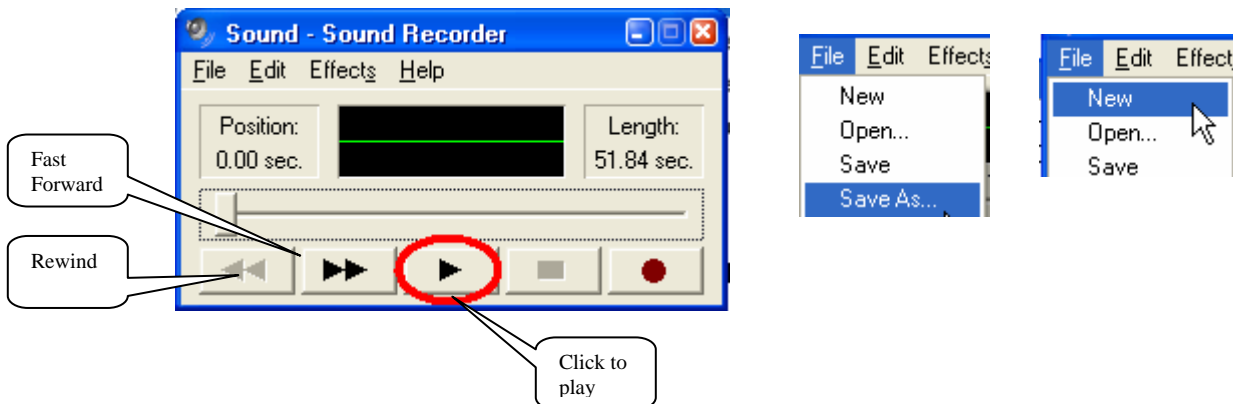 Sound - Sound Recorder
File Edit Effects Help
Position:
0.00 sec.
Length:
51.84 sec.
Fast
Forward
Rewind
Click to
play
File Edit Effects
New
Open...
Save
Save As...
File Edit Effect
New
Open...
Save